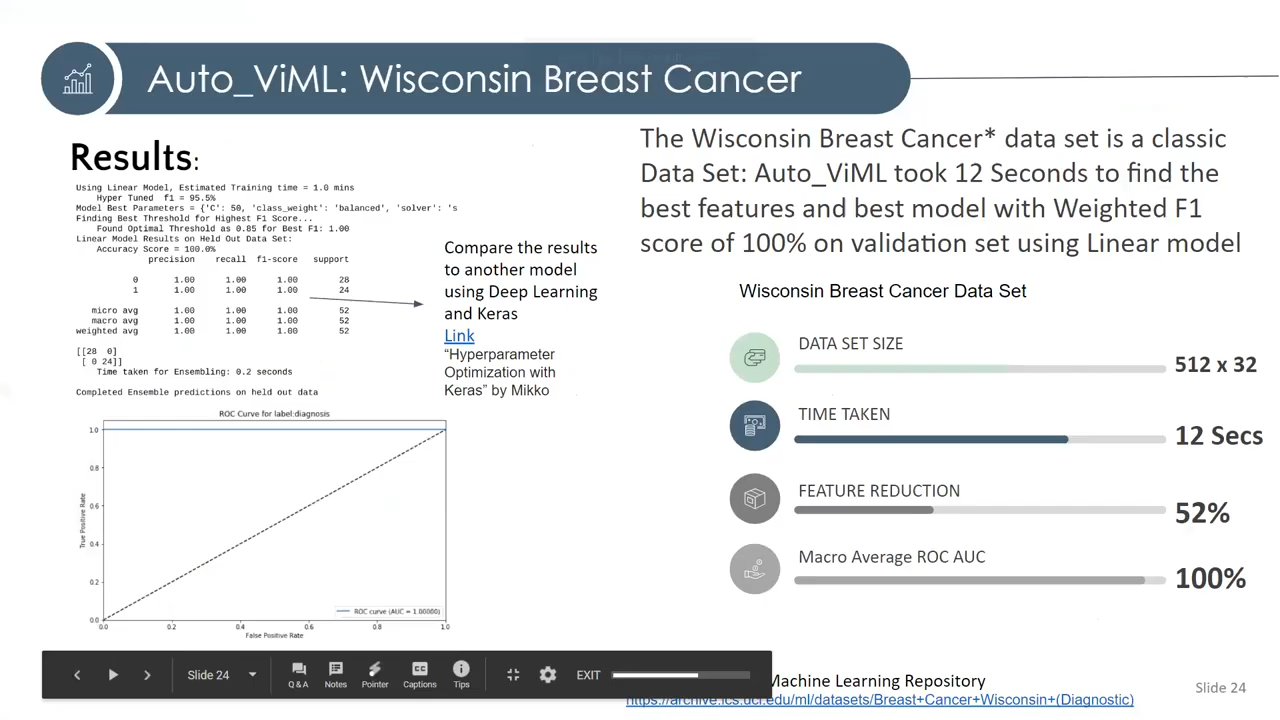 Auto_ViML: Wisconsin Breast Cancer
Results:
Using Linear Model, Estimated Training time = 1.0 mins
Hyper Tuned f1 = 95.5%
Model Best Parameters = {'C': 50, 'class_weight': 'balanced', 'solver': 's
Finding Best Threshold for Highest F1 Score...
Found Optimal Threshold as 0.85 for Best F1: 1.00
Linear Model Results on Held Out Data Set:
Accuracy Score = 100.0%
precision recall f1-score support
0 1.00 1.00 1.00 28
1 1.00 1.00 1.00 24
micro avg 1.00 1.00 1.00 52
macro avg 1.00 1.00 1.00 52
weighted avg 1.00 1.00 1.00 52
[[28 0]
[ 0 24]]
Time taken for Ensembling: 0.2 seconds
Completed Ensemble predictions on held out data
Compare the results
to another model
using Deep Learning
and Keras
Link
"Hyperparameter
Optimization with
Keras" by Mikko
ROC Curve for label:diagnosis
True Positive Rate
1.0
0.8
0.6
0.4
0.2
0.0
0.0 0.2 0.4 0.6 0.8 1.0
False Positive Rate
ROC curve (AUC = 1.00000)
The Wisconsin Breast Cancer* data set is a classic
Data Set: Auto_ViML took 12 Seconds to find the
best features and best model with Weighted F1
score of 100% on validation set using Linear model
Wisconsin Breast Cancer Data Set
DATA SET SIZE
512 x 32
TIME TAKEN
12 Secs
FEATURE REDUCTION
52%
Macro Average ROC AUC
100%
Slide 24
Q & A
Notes
Pointer
Captions
Tips
EXIT
Machine Learning Repository
https://archive.ics.uci.edu/ml/datasets/Breast+Cancer+Wisconsin+(Diagnostic)
Slide 24